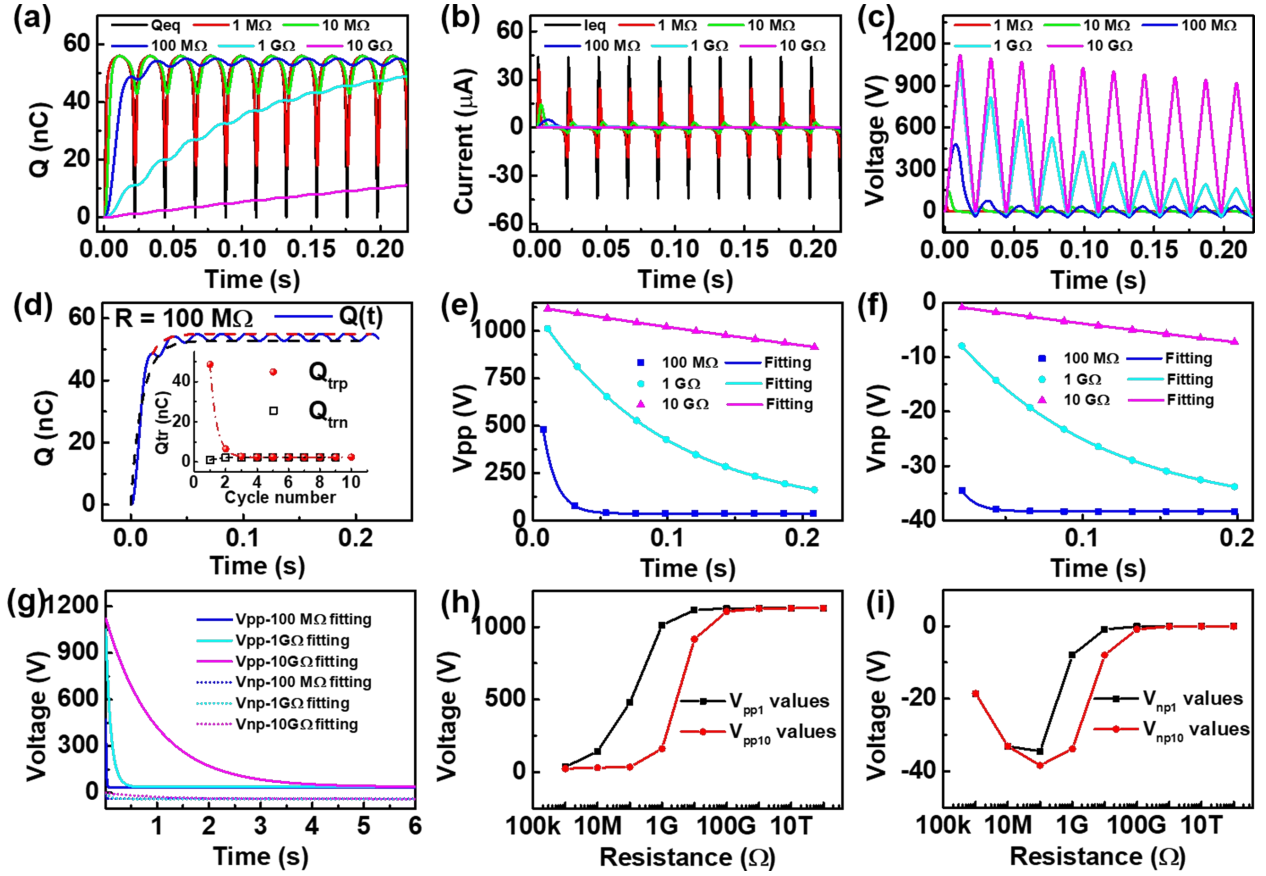 (a)
Qeq 1 MΩ 10 MΩ
100 MΩ 1 GΩ 10 GΩ
60
40
20
0
Q (nC)
0.00 0.05 0.10 0.15 0.20
Time (s)
(b)
Ieq 1 MΩ 10 MΩ
100 MΩ 1 GΩ 10 GΩ
60
30
0
-30
-60
Current (μA)
0.00 0.05 0.10 0.15 0.20
Time (s)
(c)
1 MΩ 10 MΩ 100 MΩ
1 GΩ 10 GΩ
1200
900
600
300
0
Voltage (V)
0.00 0.05 0.10 0.15 0.20
Time (s)
(d)
R = 100 MΩ Q(t)
60
50
40
30
20
10
0
Q (nC)
0.0 0.1 0.2
Time (s)
Qtrp
Qtrn
40
20
0
Qtr (nC)
0 2 4 6 8 10
Cycle number
(e)
100 MΩ Fitting
1 GΩ Fitting
10 GΩ Fitting
1000
750
500
250
0
Vpp (V)
0.00 0.05 0.1 0.2
Time (s)
(f)
100 MΩ Fitting
1 GΩ Fitting
10 GΩ Fitting
0
-10
-20
-30
-40
Vnp (V)
0.1 0.2
Time (s)
(g)
Vpp-100 MΩ fitting
Vpp-1GΩ fitting
Vpp-10GΩ fitting
Vnp-100 MΩ fitting
Vnp-1GΩ fitting
Vnp-10GΩ fitting
1200
900
600
300
0
Voltage (V)
1 2 3 4 5 6
Time (s)
(h)
Vpp1 values
Vpp10 values
1000
500
0
Voltage (V)
100k 10M 1G 100G 10T
Resistance (Ω)
(i)
Vnp1 values
Vnp10 values
0
-20
-40
Voltage (V)
100k 10M 1G 100G 10T
Resistance (Ω)